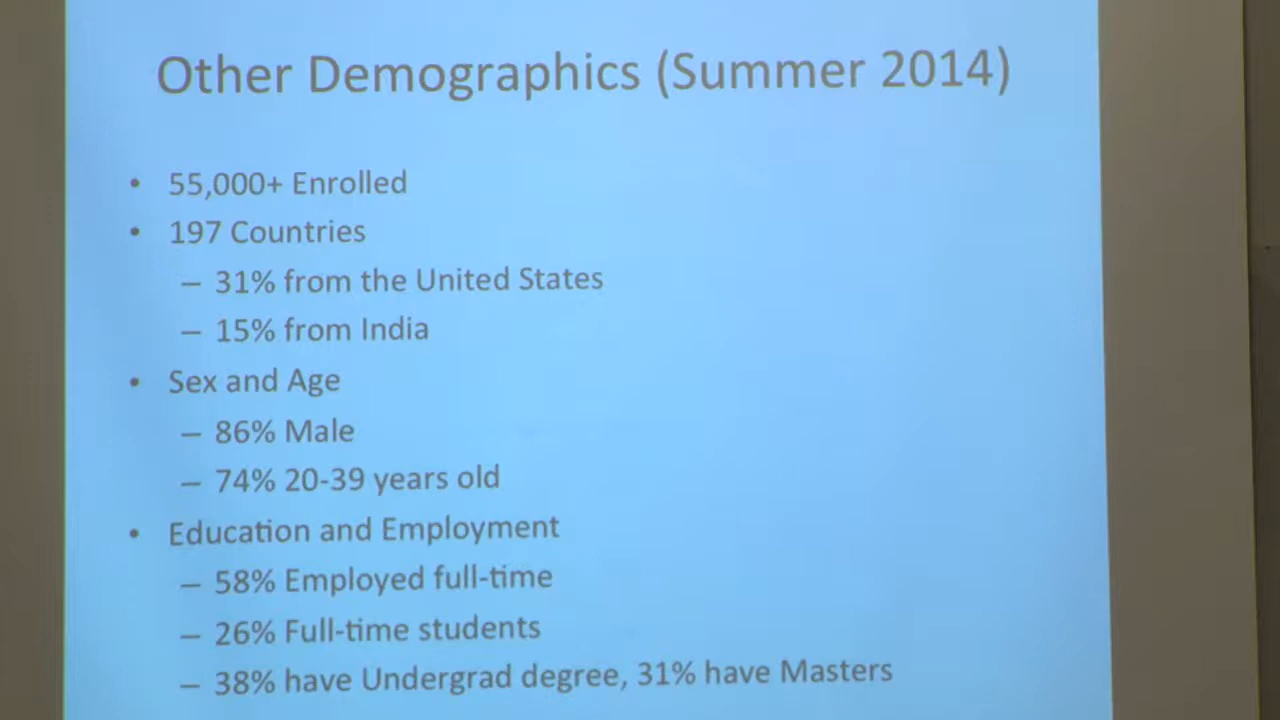 Other Demographics (Summer 2014)
• 55,000+ Enrolled
• 197 Countries
– 31% from the United States
– 15% from India
• Sex and Age
– 86% Male
– 74% 20-39 years old
• Education and Employment
– 58% Employed full-time
– 26% Full-time students
– 38% have Undergrad degree, 31% have Masters